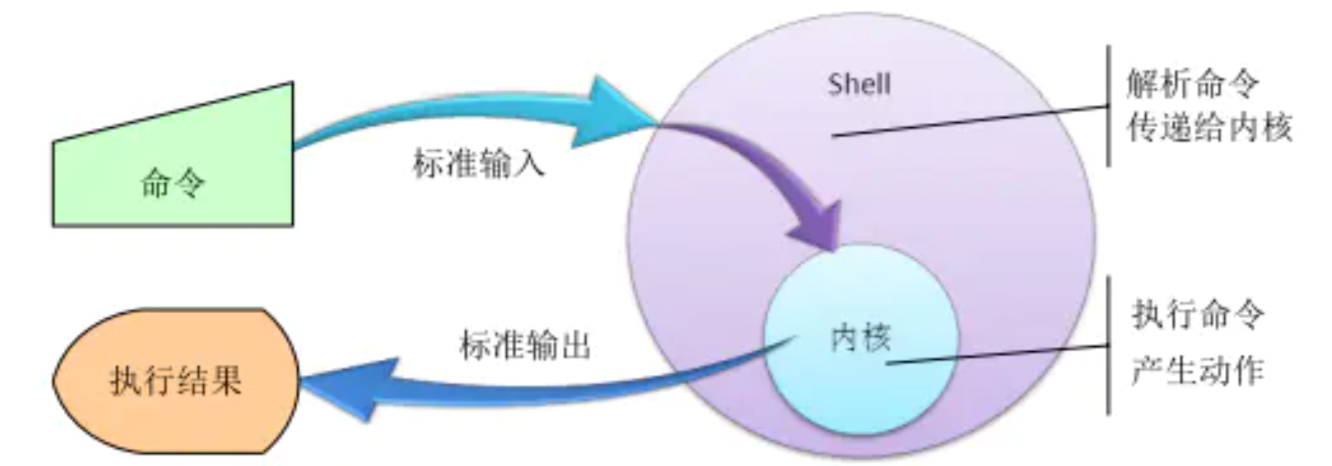 Shell
解析命令
传递给内核
标准输入
命令
内核
执行命令
产生动作
标准输出
执行结果